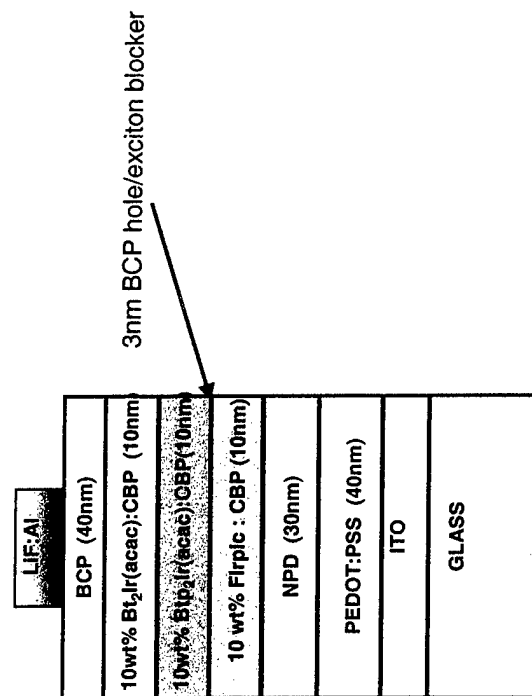 LiF:Al
BCP (40nm)
10wt% Bt₂Ir(acac):CBP (10nm)
10wt% Btp₂Ir(acac):CBP(10nm)
10 wt% FIrpic : CBP (10nm)
NPD (30nm)
PEDOT:PSS (40nm)
ITO
GLASS
3nm BCP hole/exciton blocker